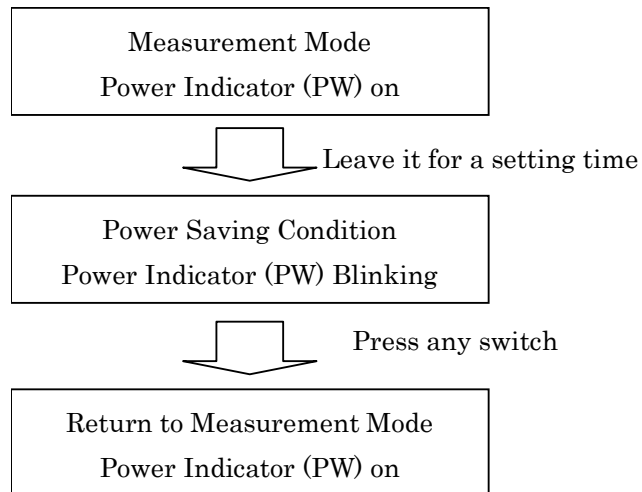 Measurement Mode
Power Indicator (PW) on
Leave it for a setting time
Power Saving Condition
Power Indicator (PW) Blinking
Press any switch
Return to Measurement Mode
Power Indicator (PW) on